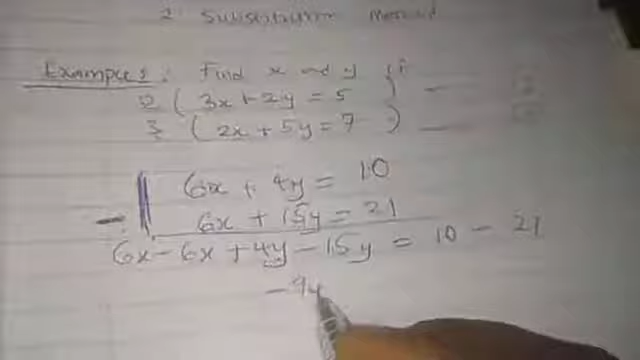 2. Substitution Method
Examples: Find x and y if
2 ( 3x + 2y = 5 )
3 ( 2x + 5y = 7 )
6x + 4y = 10
- 6x + 15y = 21
6x - 6x + 4y - 15y = 10 - 21
- 9y